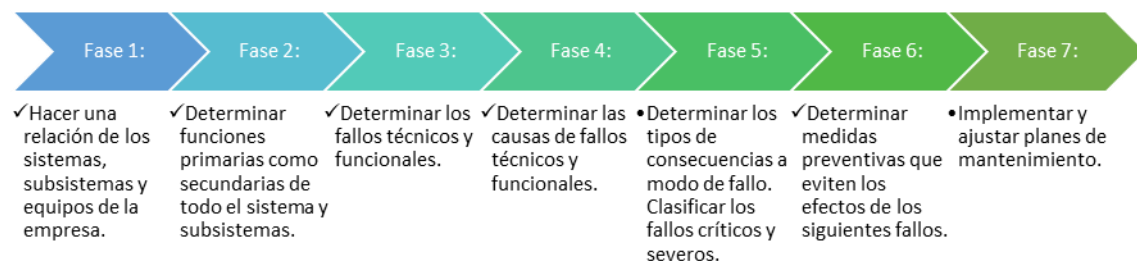 Fase 1:
Fase 2:
Fase 3:
Fase 4:
Fase 5:
Fase 6:
Fase 7:
✓Hacer una
relación de los
sistemas,
subsistemas y
equipos de la
empresa.
✓Determinar
funciones
primarias como
secundarias de
todo el sistema y
subsistemas.
✓Determinar los
fallos técnicos y
funcionales.
✓Determinar las
causas de fallos
técnicos y
funcionales.
•Determinar los
tipos de
consecuencias a
modo de fallo.
Clasificar los
fallos críticos y
severos.
✓Determinar
medidas
preventivas que
eviten los
efectos de los
siguientes fallos.
•Implementar y
ajustar planes de
mantenimiento.